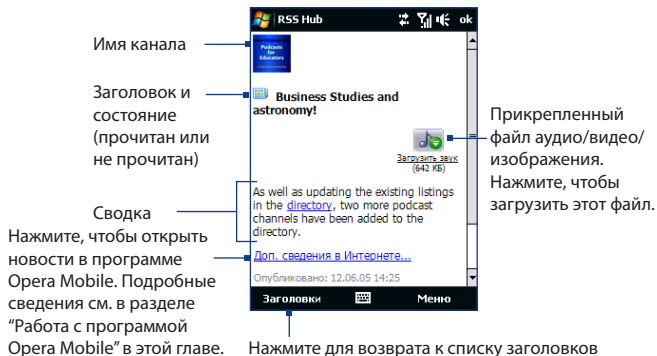 Имя канала
Заголовок и
состояние
(прочитан или
не прочитан)
Сводка
Нажмите, чтобы открыть
новости в программе
Opera Mobile. Подробные
сведения см. в разделе
“Работа с программой
Opera Mobile” в этой главе.
RSS Hub
ok
Podcasts
for
Educators
Business Studies and
astronomy!
Загрузить звук
(642 КБ)
As well as updating the existing listings
in the directory, two more podcast
channels have been added to the
directory.
Доп. сведения в Интернете...
Опубликовано: 12.06.05 14:25
Заголовки
Меню
Прикрепленный
файл аудио/видео/
изображения.
Нажмите, чтобы
загрузить этот файл.
Нажмите для возврата к списку заголовков